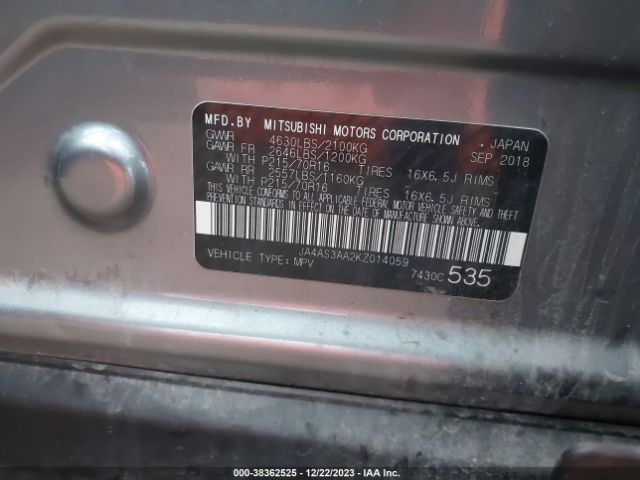 MFD.BY MITSUBISHI MOTORS CORPORATION, JAPAN
GVWR 4630LBS/2100KG SEP 2018
GAWR FR 2646LBS/1200KG
WITH P215/70R16 TIRES 16X6.5J RIMS
GAWR RR 2557LBS/1160KG
WITH P215/70R16 TIRES 16X6.5J RIMS
THIS VEHICLE CONFORMS TO ALL APPLICABLE FEDERAL MOTOR VEHICLE SAFETY AND THEFT
PREVENTION STANDARDS IN EFFECT ON THE DATE OF MANUFACTURE SHOWN ABOVE.
JA4AS3AA2KZ014059
VEHICLE TYPE: MPV 7430C 535
000-38362525 - 12/22/2023 - IAA Inc.